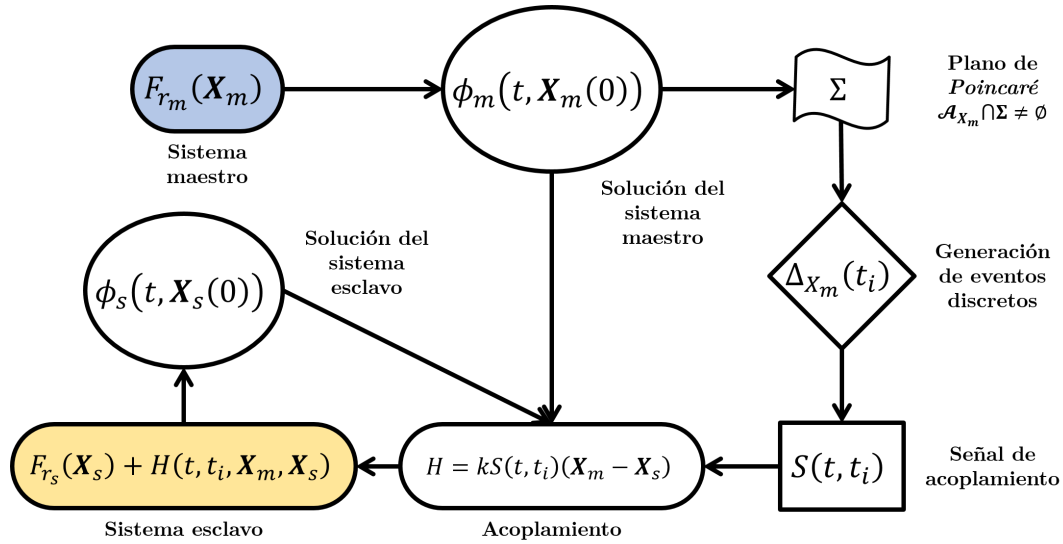 F_{r_m}(X_m)
Sistema
maestro
ϕ_m(t, X_m(0))
Solución del
sistema
maestro
Σ
Plano de
Poincaré
𝒜_{X_m}⋂Σ ≠ ∅
Δ_{X_m}(t_i)
Generación
de eventos
discretos
S(t, t_i)
Señal de
acoplamiento
H = kS(t, t_i)(X_m − X_s)
Acoplamiento
F_{r_s}(X_s) + H(t, t_i, X_m, X_s)
Sistema esclavo
ϕ_s(t, X_s(0))
Solución del
sistema
esclavo